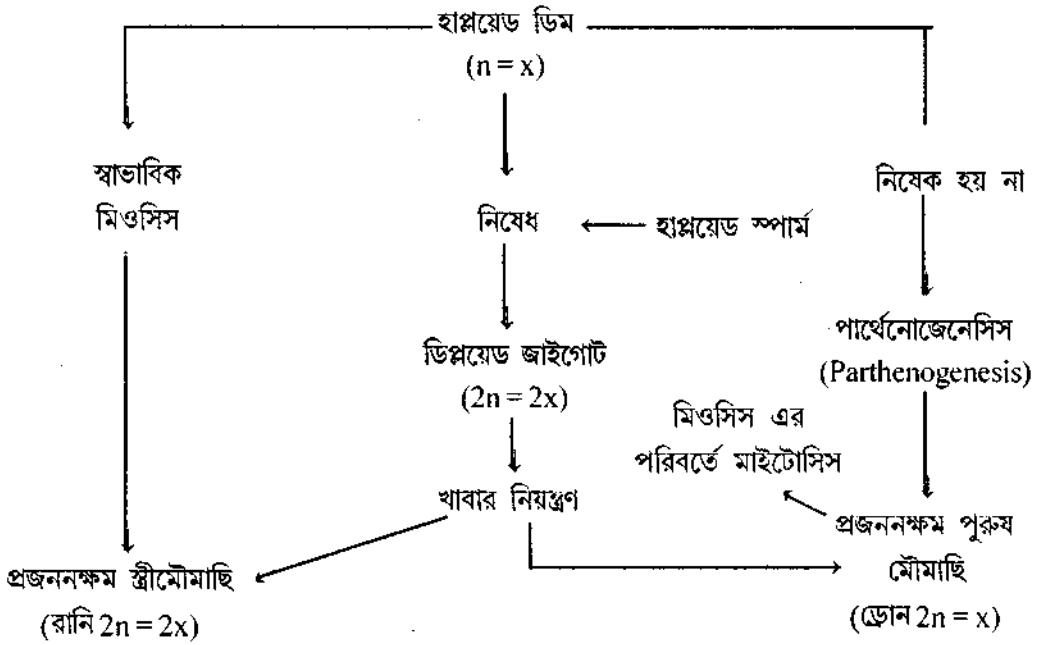 হাপ্লয়েড ডিম
(n = x)
স্বাভাবিক
মিওসিস
নিষেধ
হাপ্লয়েড স্পার্ম
নিষেক হয় না
ডিপ্লয়েড জাইগোট
(2n = 2x)
পার্থেনোজেনেসিস
(Parthenogenesis)
মিওসিস এর
পরিবর্তে মাইটোসিস
খাবার নিয়ন্ত্রণ
প্রজননক্ষম স্ত্রীমৌমাছি
(রানি 2n = 2x)
প্রজননক্ষম পুরুষ
মৌমাছি
(ড্রোন 2n = x)